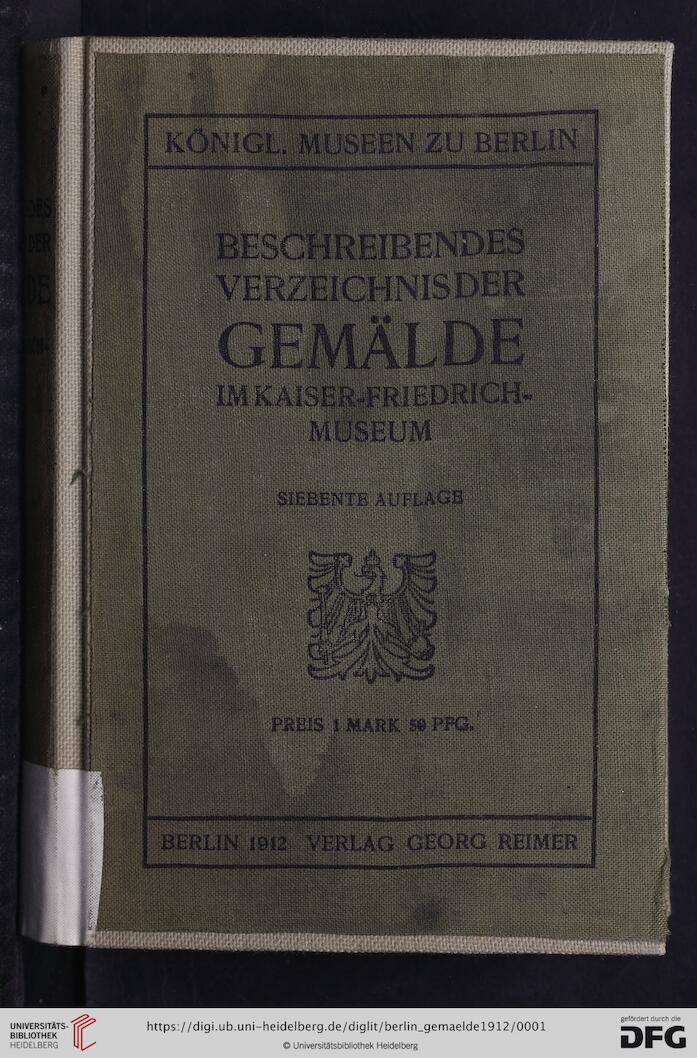 KÖNIGL. MUSEEN ZU BERLIN
BESCHREIBENDES
VERZEICHNIS DER
GEMÄLDE
IM KAISER-FRIEDRICH-
MUSEUM
SIEBENTE AUFLAGE
PREIS 1 MARK 50 PFG.
BERLIN 1912 VERLAG GEORG REIMER
DES
DER
DE
UNIVERSITÄTS-
BIBLIOTHEK
HEIDELBERG
https://digi.ub.uni-heidelberg.de/diglit/berlin_gemaelde1912/0001
© Universitätsbibliothek Heidelberg
gefördert durch die
DFG